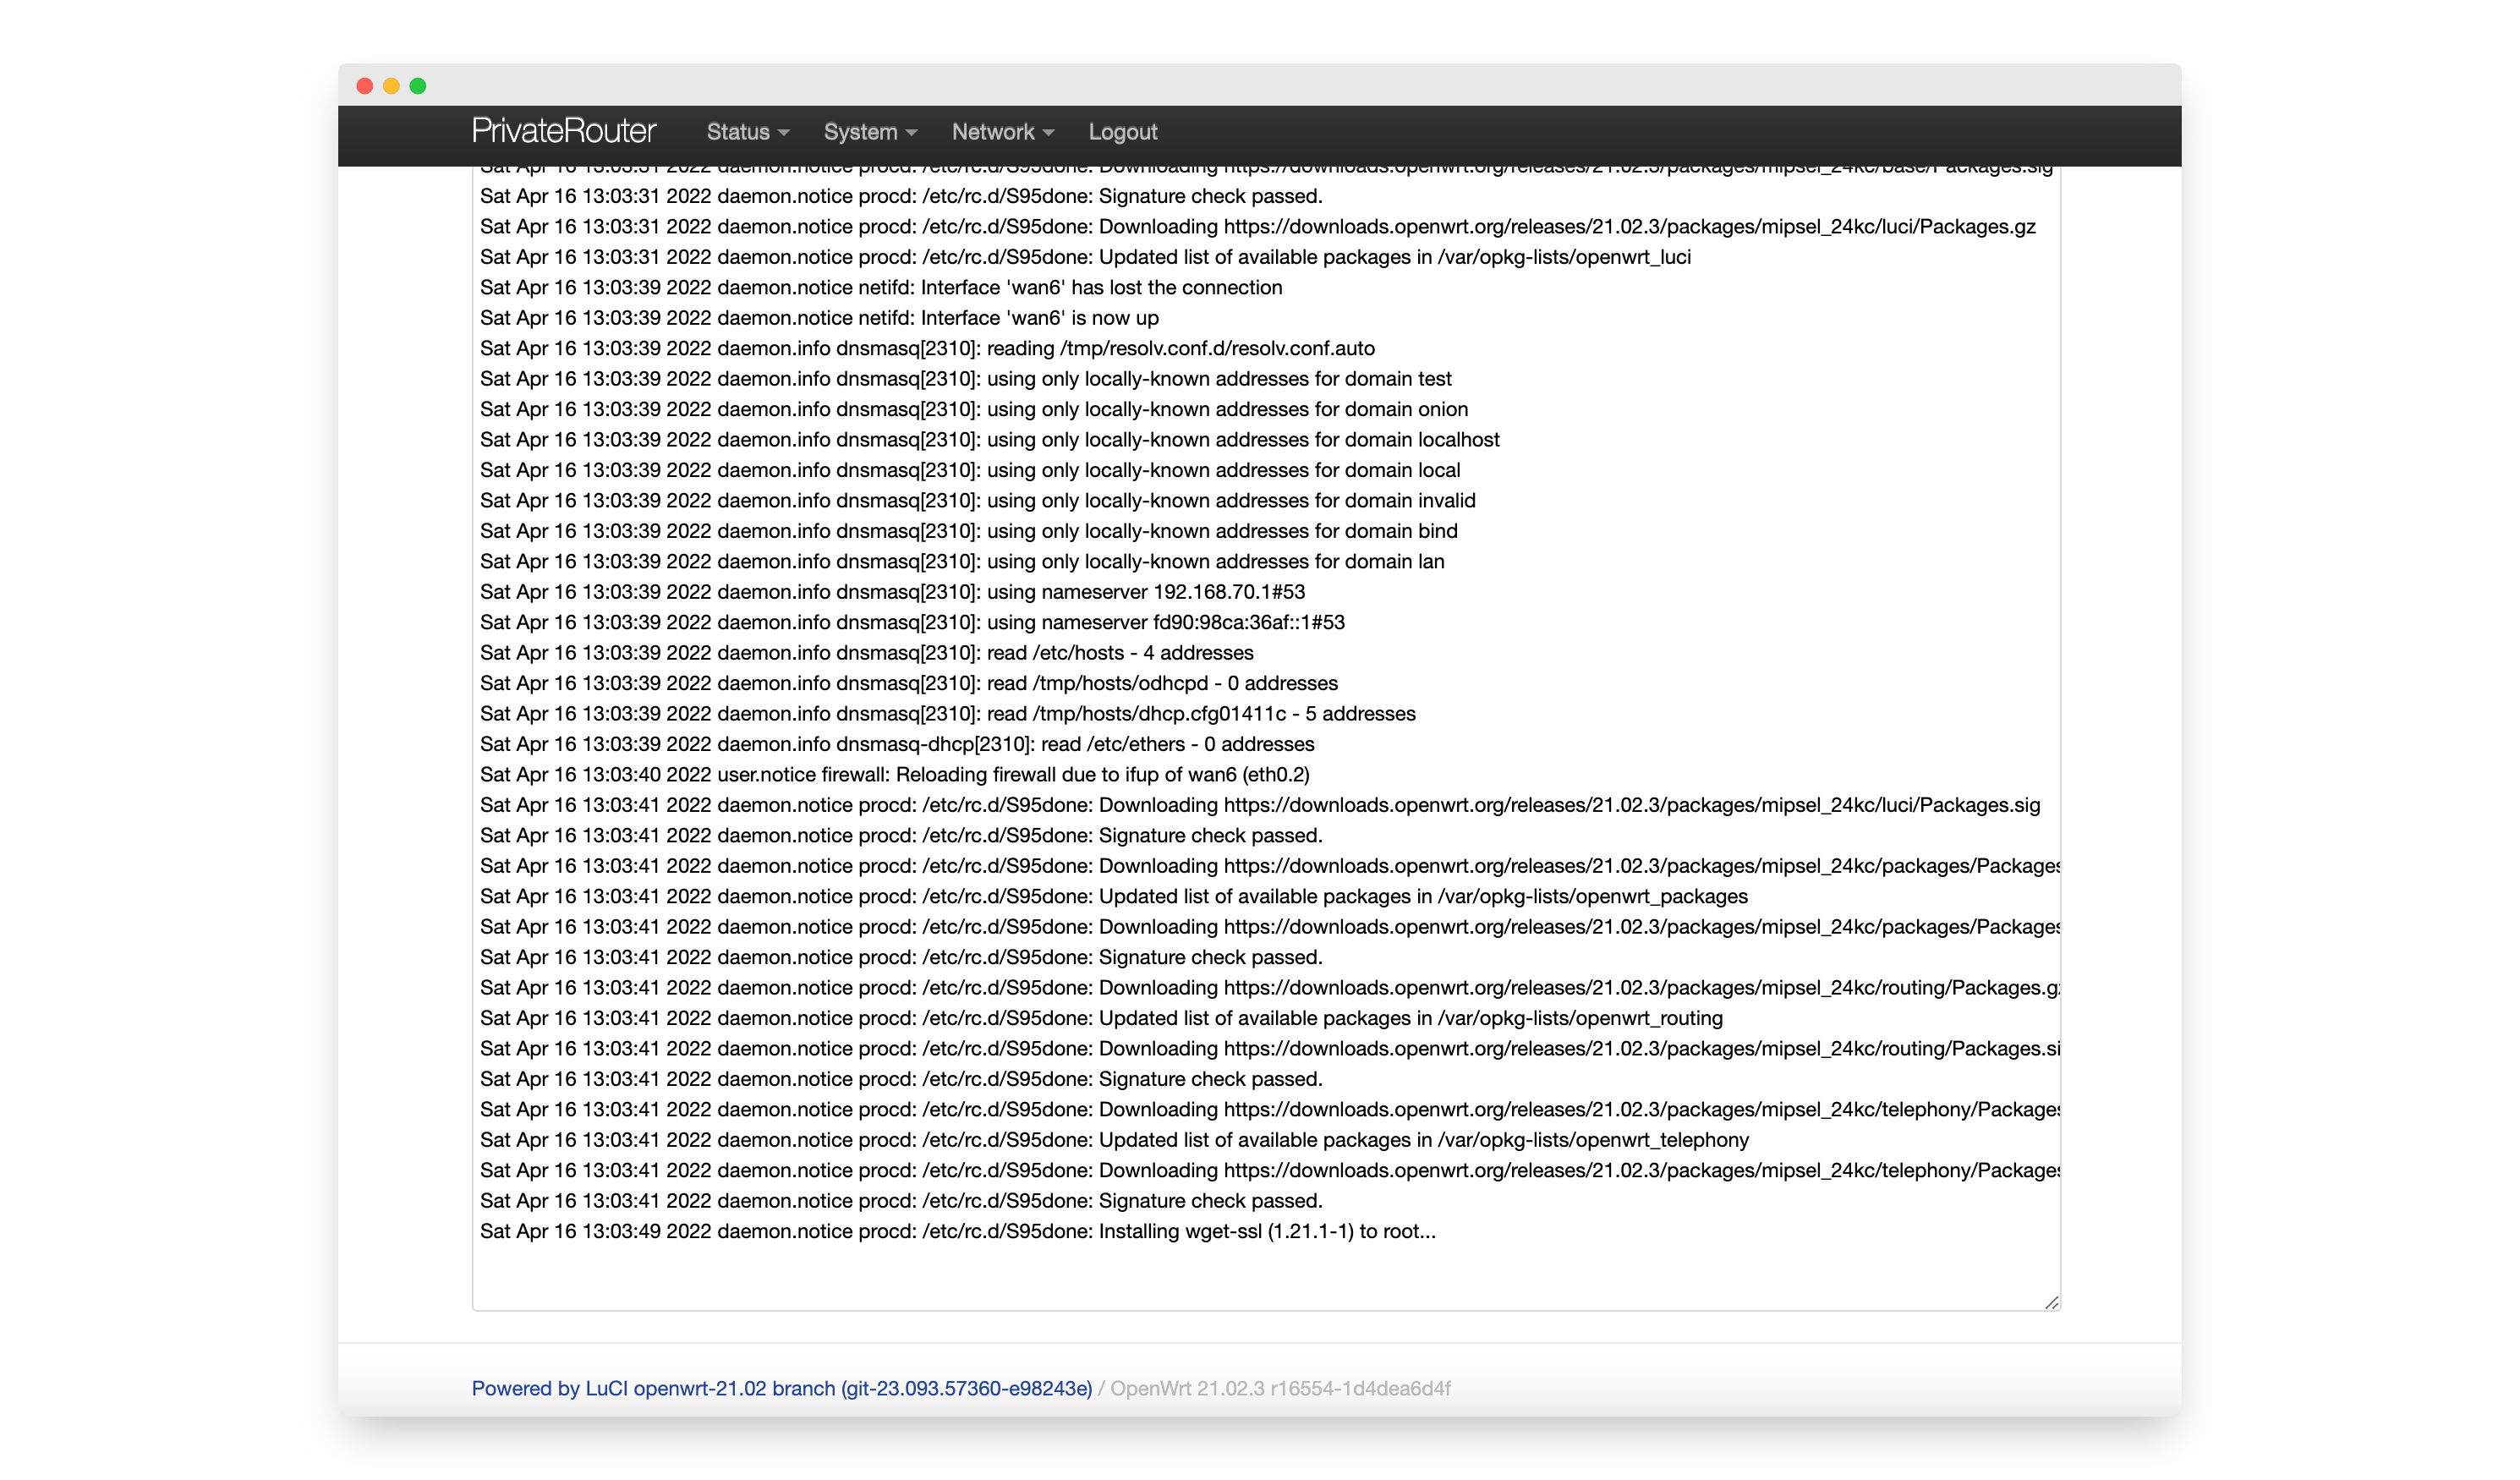 PrivateRouter Status System Network Logout
Sat Apr 16 13:03:31 2022 daemon.notice procd: /etc/rc.d/S95done: Downloading https://downloads.openwrt.org/releases/21.02.3/packages/mipsel_24kc/base/Packages.sig
Sat Apr 16 13:03:31 2022 daemon.notice procd: /etc/rc.d/S95done: Signature check passed.
Sat Apr 16 13:03:31 2022 daemon.notice procd: /etc/rc.d/S95done: Downloading https://downloads.openwrt.org/releases/21.02.3/packages/mipsel_24kc/luci/Packages.gz
Sat Apr 16 13:03:31 2022 daemon.notice procd: /etc/rc.d/S95done: Updated list of available packages in /var/opkg-lists/openwrt_luci
Sat Apr 16 13:03:39 2022 daemon.notice netifd: Interface 'wan6' has lost the connection
Sat Apr 16 13:03:39 2022 daemon.notice netifd: Interface 'wan6' is now up
Sat Apr 16 13:03:39 2022 daemon.info dnsmasq[2310]: reading /tmp/resolv.conf.d/resolv.conf.auto
Sat Apr 16 13:03:39 2022 daemon.info dnsmasq[2310]: using only locally-known addresses for domain test
Sat Apr 16 13:03:39 2022 daemon.info dnsmasq[2310]: using only locally-known addresses for domain onion
Sat Apr 16 13:03:39 2022 daemon.info dnsmasq[2310]: using only locally-known addresses for domain localhost
Sat Apr 16 13:03:39 2022 daemon.info dnsmasq[2310]: using only locally-known addresses for domain local
Sat Apr 16 13:03:39 2022 daemon.info dnsmasq[2310]: using only locally-known addresses for domain invalid
Sat Apr 16 13:03:39 2022 daemon.info dnsmasq[2310]: using only locally-known addresses for domain bind
Sat Apr 16 13:03:39 2022 daemon.info dnsmasq[2310]: using only locally-known addresses for domain lan
Sat Apr 16 13:03:39 2022 daemon.info dnsmasq[2310]: using nameserver 192.168.70.1#53
Sat Apr 16 13:03:39 2022 daemon.info dnsmasq[2310]: using nameserver fd90:98ca:36af::1#53
Sat Apr 16 13:03:39 2022 daemon.info dnsmasq[2310]: read /etc/hosts - 4 addresses
Sat Apr 16 13:03:39 2022 daemon.info dnsmasq[2310]: read /tmp/hosts/odhcpd - 0 addresses
Sat Apr 16 13:03:39 2022 daemon.info dnsmasq[2310]: read /tmp/hosts/dhcp.cfg01411c - 5 addresses
Sat Apr 16 13:03:39 2022 daemon.info dnsmasq-dhcp[2310]: read /etc/ethers - 0 addresses
Sat Apr 16 13:03:40 2022 user.notice firewall: Reloading firewall due to ifup of wan6 (eth0.2)
Sat Apr 16 13:03:41 2022 daemon.notice procd: /etc/rc.d/S95done: Downloading https://downloads.openwrt.org/releases/21.02.3/packages/mipsel_24kc/luci/Packages.sig
Sat Apr 16 13:03:41 2022 daemon.notice procd: /etc/rc.d/S95done: Signature check passed.
Sat Apr 16 13:03:41 2022 daemon.notice procd: /etc/rc.d/S95done: Downloading https://downloads.openwrt.org/releases/21.02.3/packages/mipsel_24kc/packages/Packages
Sat Apr 16 13:03:41 2022 daemon.notice procd: /etc/rc.d/S95done: Updated list of available packages in /var/opkg-lists/openwrt_packages
Sat Apr 16 13:03:41 2022 daemon.notice procd: /etc/rc.d/S95done: Downloading https://downloads.openwrt.org/releases/21.02.3/packages/mipsel_24kc/packages/Packages
Sat Apr 16 13:03:41 2022 daemon.notice procd: /etc/rc.d/S95done: Signature check passed.
Sat Apr 16 13:03:41 2022 daemon.notice procd: /etc/rc.d/S95done: Downloading https://downloads.openwrt.org/releases/21.02.3/packages/mipsel_24kc/routing/Packages.gz
Sat Apr 16 13:03:41 2022 daemon.notice procd: /etc/rc.d/S95done: Updated list of available packages in /var/opkg-lists/openwrt_routing
Sat Apr 16 13:03:41 2022 daemon.notice procd: /etc/rc.d/S95done: Downloading https://downloads.openwrt.org/releases/21.02.3/packages/mipsel_24kc/routing/Packages.si
Sat Apr 16 13:03:41 2022 daemon.notice procd: /etc/rc.d/S95done: Signature check passed.
Sat Apr 16 13:03:41 2022 daemon.notice procd: /etc/rc.d/S95done: Downloading https://downloads.openwrt.org/releases/21.02.3/packages/mipsel_24kc/telephony/Packages
Sat Apr 16 13:03:41 2022 daemon.notice procd: /etc/rc.d/S95done: Updated list of available packages in /var/opkg-lists/openwrt_telephony
Sat Apr 16 13:03:41 2022 daemon.notice procd: /etc/rc.d/S95done: Downloading https://downloads.openwrt.org/releases/21.02.3/packages/mipsel_24kc/telephony/Packages
Sat Apr 16 13:03:41 2022 daemon.notice procd: /etc/rc.d/S95done: Signature check passed.
Sat Apr 16 13:03:49 2022 daemon.notice procd: /etc/rc.d/S95done: Installing wget-ssl (1.21.1-1) to root...
Powered by LuCI openwrt-21.02 branch (git-23.093.57360-e98243e) / OpenWrt 21.02.3 r16554-1d4dea6d4f